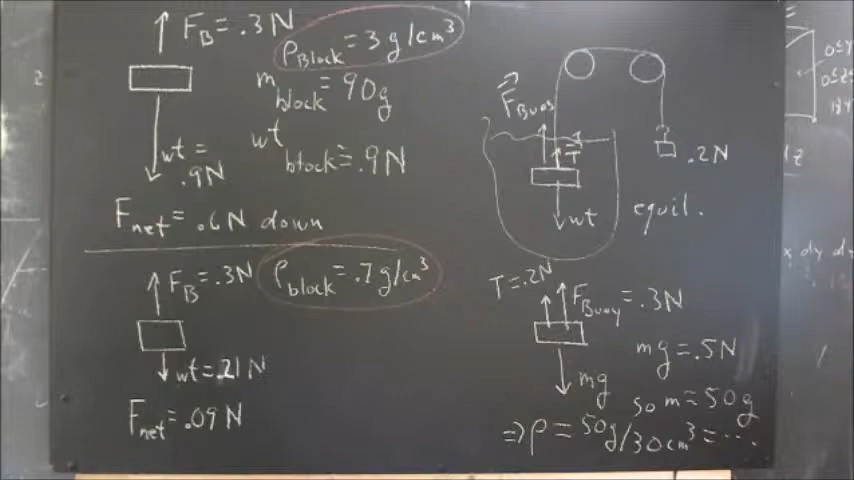 F_B = .3N
ρ_Block = 3 g/cm³
m_block = 90g
wt_block = .9N
wt = .9N
F_net = .6N down
F_B = .3N
ρ_block = .7 g/cm³
wt = .21 N
F_net = .09N
F_Buoy
T
wt
.2N
equil.
T = .2N
F_Buoy = .3N
mg
mg = .5N
so m = 50g
⇒ ρ = 50g/30cm³ = ...